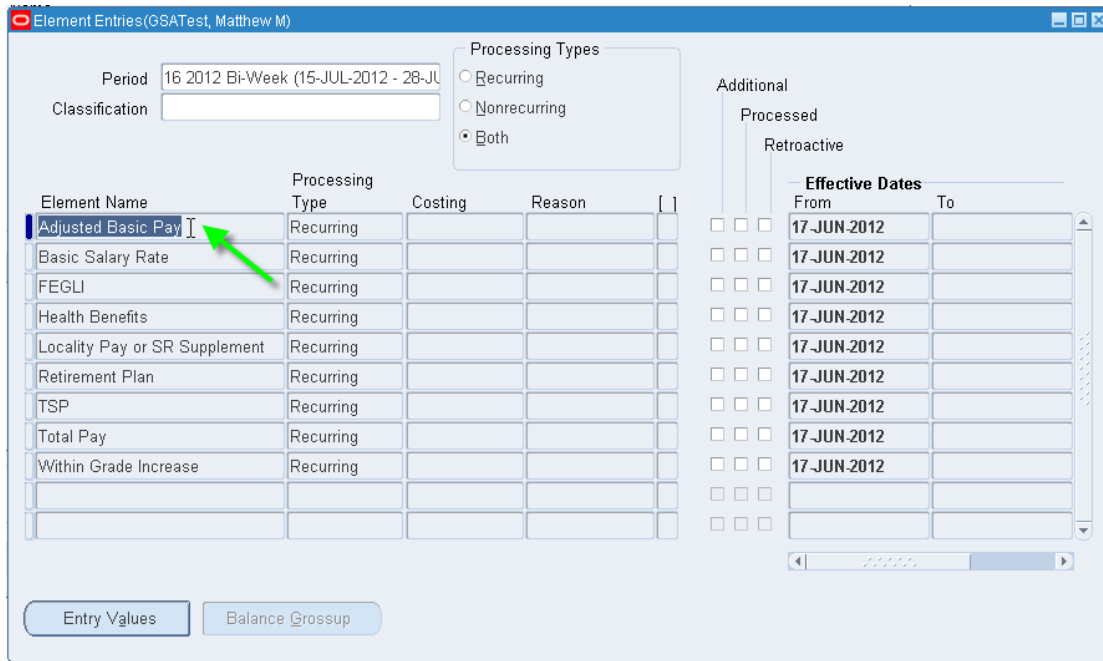 Element Entries(GSATest, Matthew M)
Processing Types
Period 16 2012 Bi-Week (15-JUL-2012 - 28-JU
Recurring
Additional
Classification
Nonrecurring
Processed
Both
Retroactive
Processing
Effective Dates
Element Name Type Costing Reason [ ] From To
Adjusted Basic Pay Recurring 17-JUN-2012
Basic Salary Rate Recurring 17-JUN-2012
FEGLI Recurring 17-JUN-2012
Health Benefits Recurring 17-JUN-2012
Locality Pay or SR Supplement Recurring 17-JUN-2012
Retirement Plan Recurring 17-JUN-2012
TSP Recurring 17-JUN-2012
Total Pay Recurring 17-JUN-2012
Within Grade Increase Recurring 17-JUN-2012
Entry Values Balance Grossup